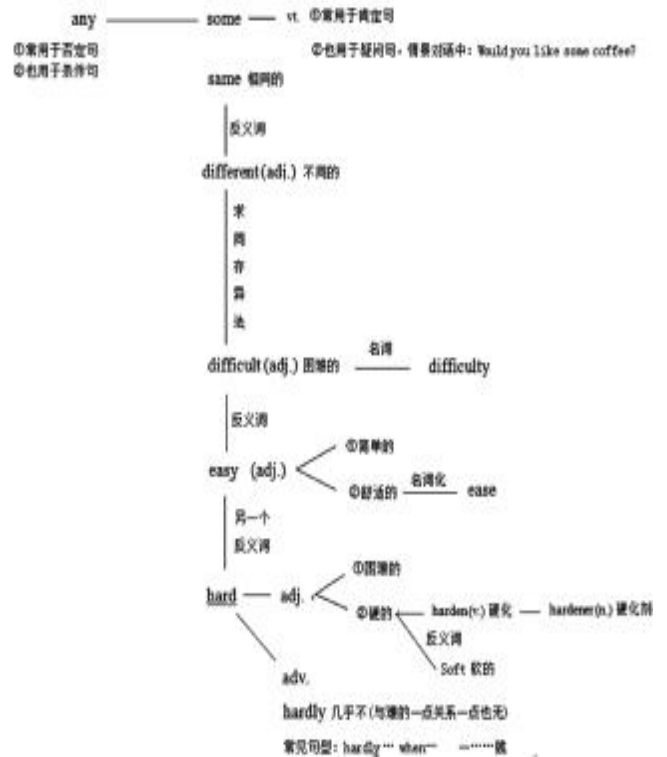 any some vt. ①常用于肯定句
①常用于否定句 ②也用于疑问句，情景对话中：Would you like some coffee?
②也用于条件句
same 相同的
反义词
different(adj.) 不同的
求
同
存
异
法
difficult(adj.) 困难的 名词 difficulty
反义词
①简单的
easy (adj.)
②舒适的 名词化 ease
另一个
反义词
①困难的
hard adj.
②硬的 harden(v.) 硬化 hardener(n.) 硬化剂
反义词
Soft 软的
adv.
hardly 几乎不(与难的一点关系一点也无)
常见句型：hardly … when… 一……就